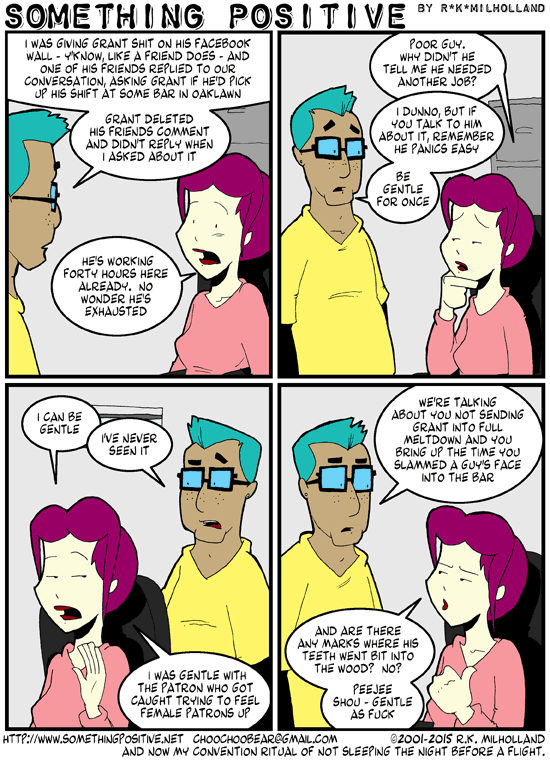 SOMETHING POSITIVE BY R*K*MILHOLLAND
I WAS GIVING GRANT SHIT ON HIS FACEBOOK
WALL - Y'KNOW, LIKE A FRIEND DOES - AND
ONE OF HIS FRIENDS REPLIED TO OUR
CONVERSATION, ASKING GRANT IF HE'D PICK
UP HIS SHIFT AT SOME BAR IN OAKLAWN
GRANT DELETED
HIS FRIENDS COMMENT
AND DIDN'T REPLY WHEN
I ASKED ABOUT IT
HE'S WORKING
FORTY HOURS HERE
ALREADY. NO
WONDER HE'S
EXHAUSTED
POOR GUY.
WHY DIDN'T HE
TELL ME HE NEEDED
ANOTHER JOB?
I DUNNO, BUT IF
YOU TALK TO HIM
ABOUT IT, REMEMBER
HE PANICS EASY
BE
GENTLE
FOR ONCE
I CAN BE
GENTLE
I'VE NEVER
SEEN IT
I WAS GENTLE WITH
THE PATRON WHO GOT
CAUGHT TRYING TO FEEL
FEMALE PATRONS UP
WE'RE TALKING
ABOUT YOU NOT SENDING
GRANT INTO FULL
MELTDOWN AND YOU
BRING UP THE TIME YOU
SLAMMED A GUY'S FACE
INTO THE BAR
AND ARE THERE
ANY MARKS WHERE HIS
TEETH WENT BIT INTO
THE WOOD? NO?
PEEJEE
SHOU - GENTLE
AS FUCK
HTTP://WWW.SOMETHINGPOSITIVE.NET CHOOCHOOBEAR@GMAIL.COM ©2001-2015 R.K. MILHOLLAND
AND NOW MY CONVENTION RITUAL OF NOT SLEEPING THE NIGHT BEFORE A FLIGHT.